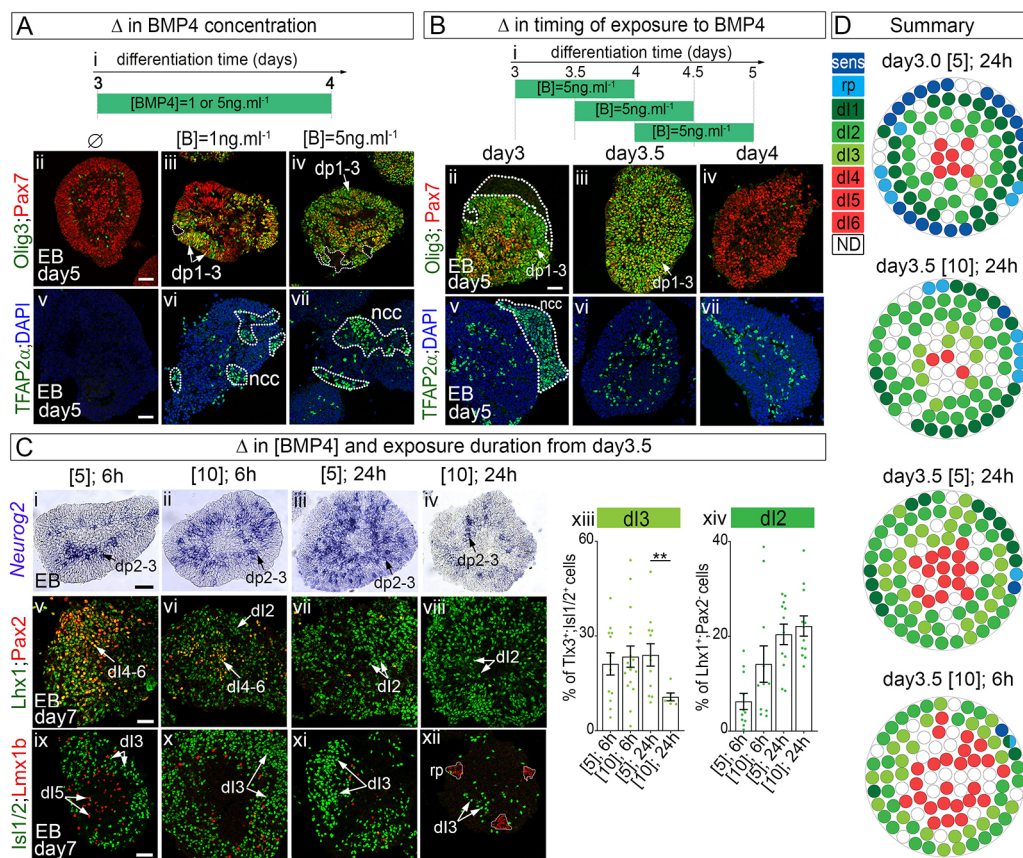 A Δ in BMP4 concentration
i differentiation time (days)
3 4
[BMP4]=1 or 5ng.ml-1
∅ [B]=1ng.ml-1 [B]=5ng.ml-1
Olig3;Pax7
ii iii iv
dp1-3
dp1-3
EB
day5
TFAP2α;DAPI
v vi vii
ncc
ncc
EB
day5
B Δ in timing of exposure to BMP4
i
3 3.5 4 4.5 5
[B]=5ng.ml-1
[B]=5ng.ml-1
[B]=5ng.ml-1
day3 day3.5 day4
Olig3; Pax7
ii iii iv
dp1-3 dp1-3
EB
day5
TFAP2α;DAPI
v vi vii
ncc
EB
day5
C Δ in [BMP4] and exposure duration from day3.5
[5]; 6h [10]; 6h [5]; 24h [10]; 24h
Neurog2
i ii iii iv
dp2-3 dp2-3 dp2-3 dp2-3
EB
Lhx1;Pax2
v vi vii viii
dI2
dI4-6 dI4-6 dI2 dI2
EB
day7
Isl1/2;Lmx1b
ix x xi xii
dI3
dI5 dI3 dI3
rp
dI3
EB
day7
xiii dI3
% of Tlx3+;Isl1/2+ cells
60
30
0
**
[5]; 6h
[10]; 6h
[5]; 24h
[10]; 24h
xiv dI2
% of Lhx1+;Pax2- cells
40
20
0
[5]; 6h
[10]; 6h
[5]; 24h
[10]; 24h
D Summary
sens
rp
dI1
dI2
dI3
dI4
dI5
dI6
ND
day3.0 [5]; 24h
day3.5 [10]; 24h
day3.5 [5]; 24h
day3.5 [10]; 6h